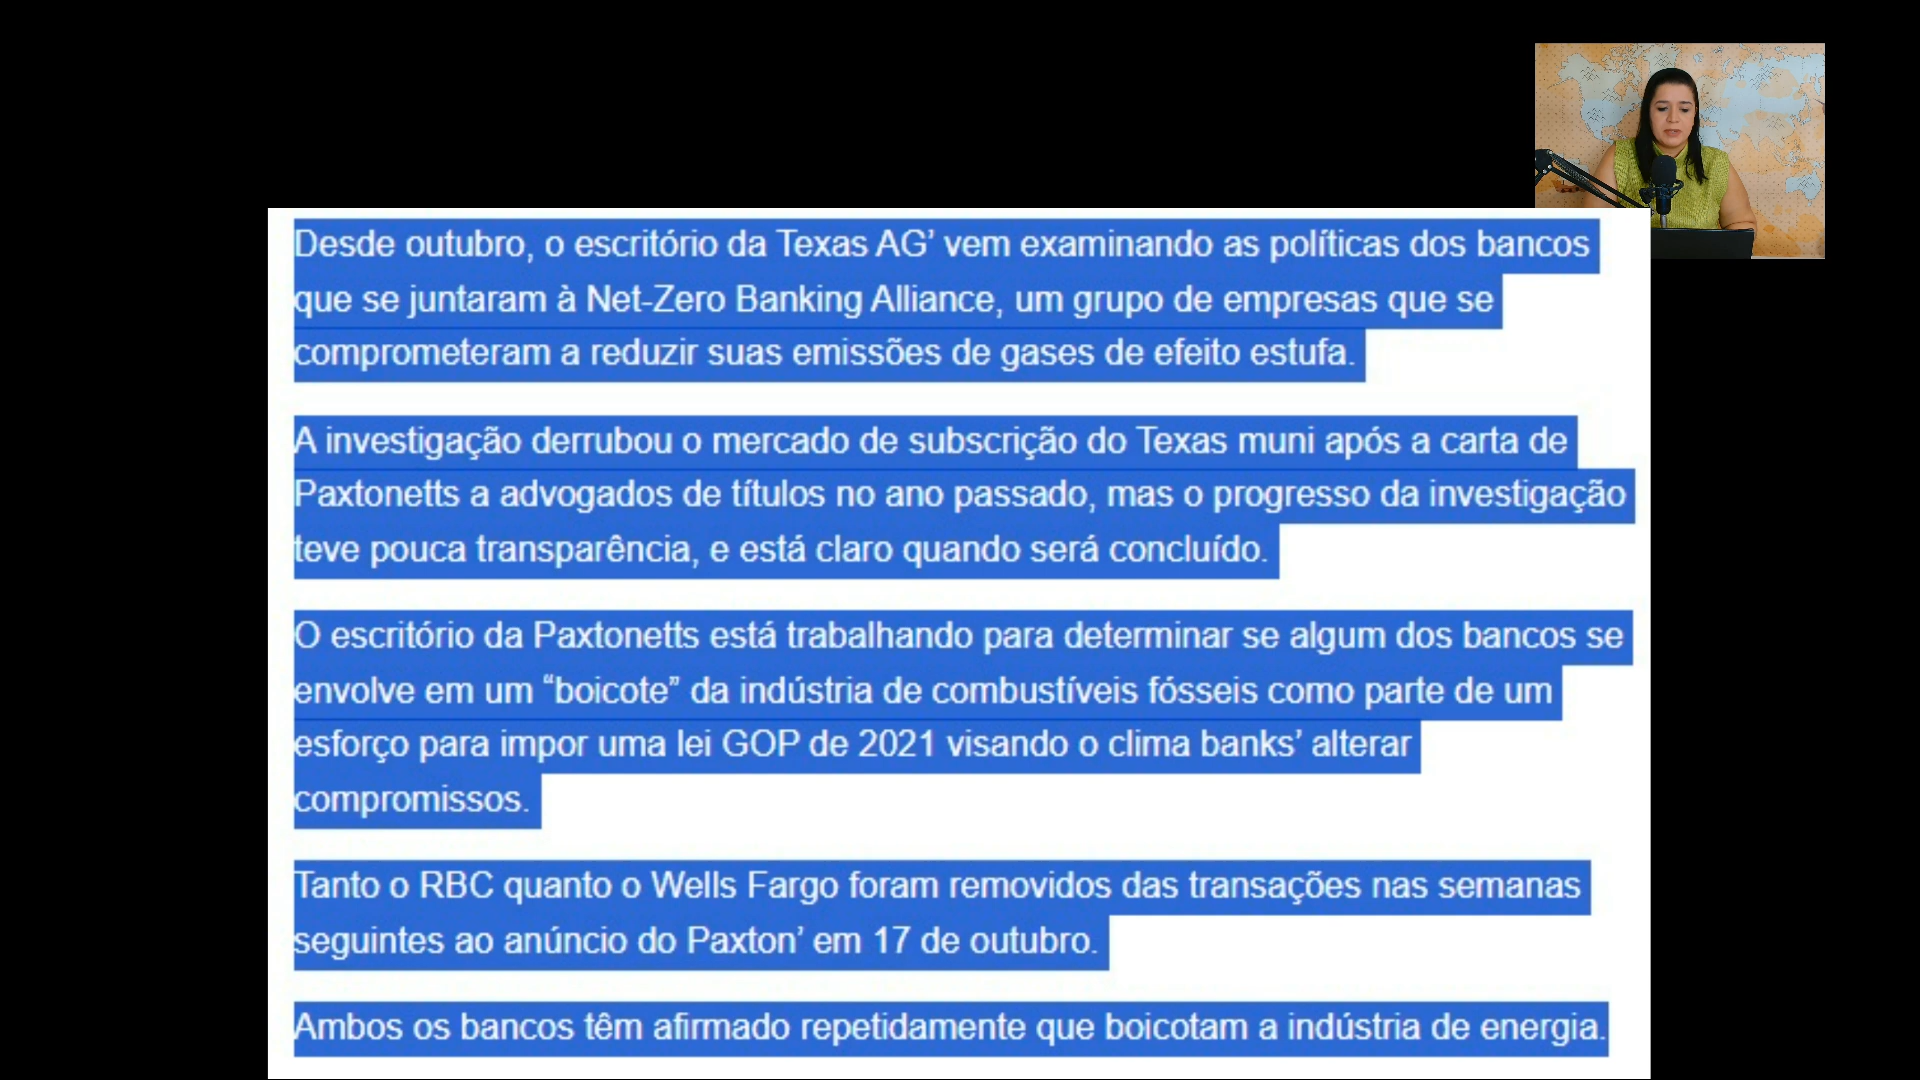 Desde outubro, o escritório da Texas AG’ vem examinando as políticas dos bancos
que se juntaram à Net-Zero Banking Alliance, um grupo de empresas que se
comprometeram a reduzir suas emissões de gases de efeito estufa.
A investigação derrubou o mercado de subscrição do Texas muni após a carta de
Paxtonetts a advogados de títulos no ano passado, mas o progresso da investigação
teve pouca transparência, e está claro quando será concluído.
O escritório da Paxtonetts está trabalhando para determinar se algum dos bancos se
envolve em um “boicote” da indústria de combustíveis fósseis como parte de um
esforço para impor uma lei GOP de 2021 visando o clima banks’ alterar
compromissos.
Tanto o RBC quanto o Wells Fargo foram removidos das transações nas semanas
seguintes ao anúncio do Paxton’ em 17 de outubro.
Ambos os bancos têm afirmado repetidamente que boicotam a indústria de energia.